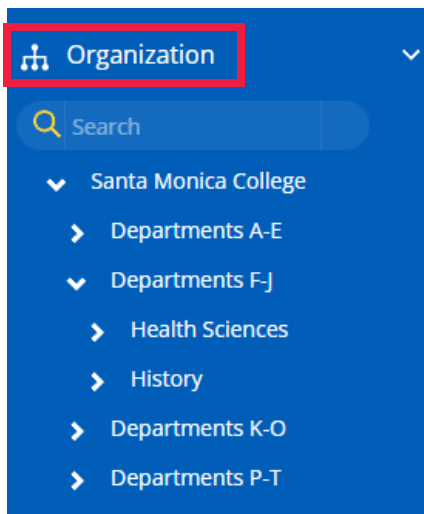 Organization
Search
Santa Monica College
Departments A-E
Departments F-J
Health Sciences
History
Departments K-O
Departments P-T